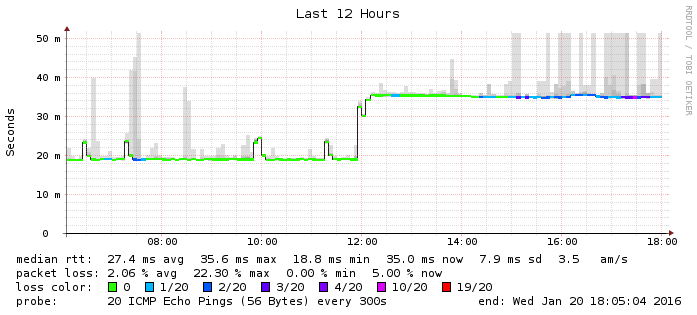 Last 12 Hours
RRDTOOL / TOBI OETIKER
Seconds
50 m
40 m
30 m
20 m
10 m
0
08:00 10:00 12:00 14:00 16:00 18:00
median rtt: 27.4 ms avg 35.6 ms max 18.8 ms min 35.0 ms now 7.9 ms sd 3.5 am/s
packet loss: 2.06 % avg 22.30 % max 0.00 % min 5.00 % now
loss color: 0 1/20 2/20 3/20 4/20 10/20 19/20
probe: 20 ICMP Echo Pings (56 Bytes) every 300s end: Wed Jan 20 18:05:04 2016